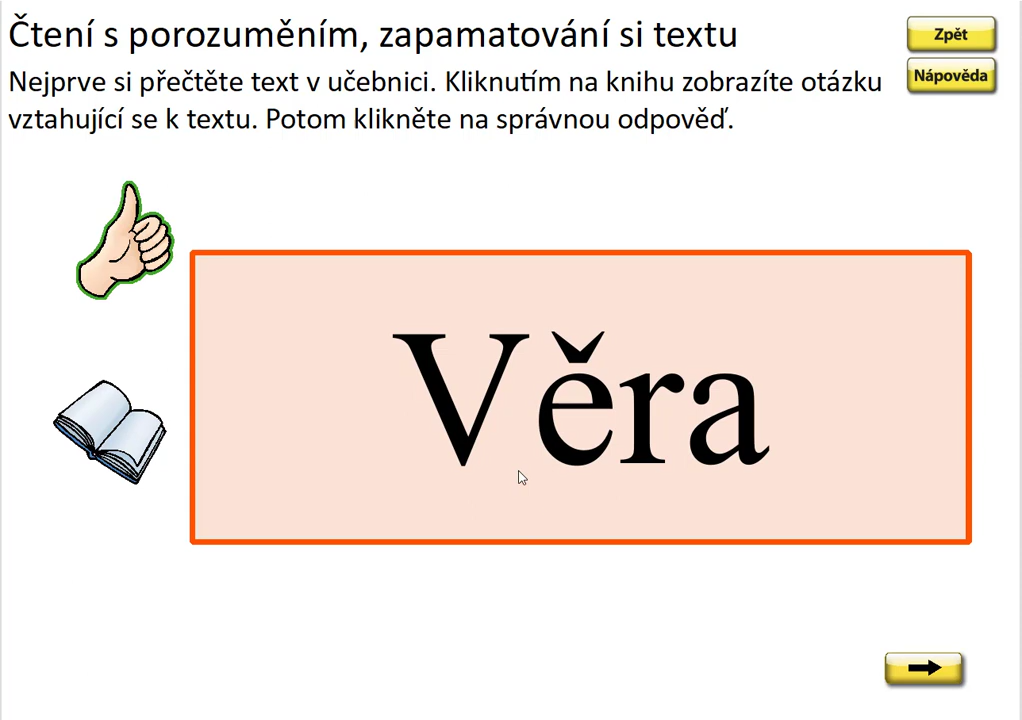 Čtení s porozuměním, zapamatování si textu
Zpět
Nejprve si přečtěte text v učebnici. Kliknutím na knihu zobrazíte otázku
Nápověda
vztahující se k textu. Potom klikněte na správnou odpověď.
Věra